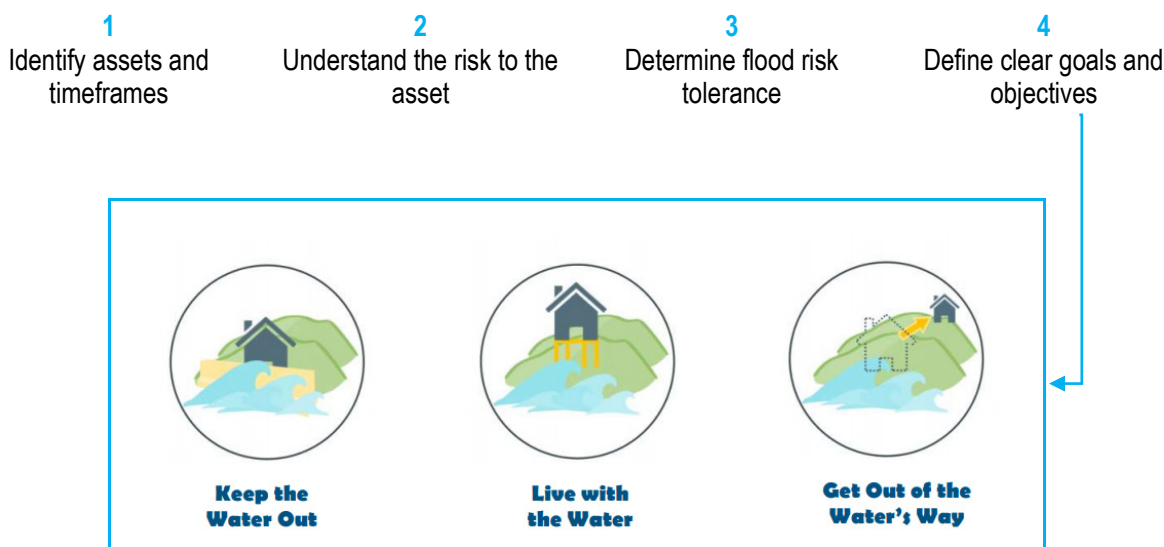 1
Identify assets and
timeframes
2
Understand the risk to the
asset
3
Determine flood risk
tolerance
4
Define clear goals and
objectives
Keep the
Water Out
Live with
the Water
Get Out of the
Water's Way